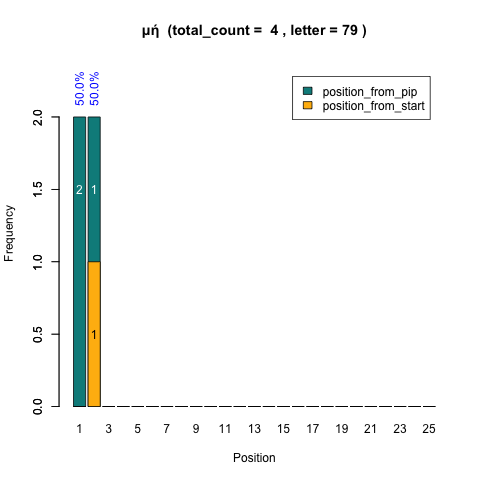 μή (total_count = 4 , letter = 79 )
50.0%
50.0%
position_from_pip
position_from_start
Frequency
2.0
1.5
1.0
0.5
0.0
2
1
1
1 3 5 7 9 11 13 15 17 19 21 23 25
Position